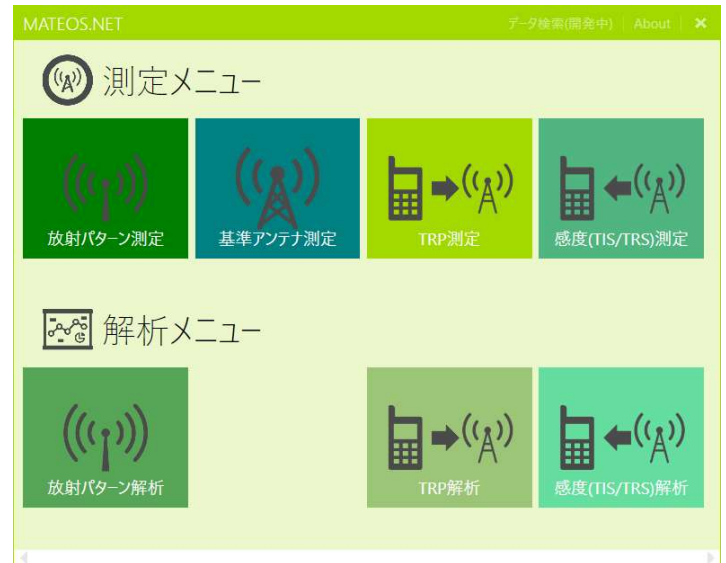 MATEOS.NET
データ検索(開発中) About ×
測定メニュー
放射パターン測定
基準アンテナ測定
TRP測定
感度(TIS/TRS)測定
解析メニュー
放射パターン解析
TRP解析
感度(TIS/TRS)解析